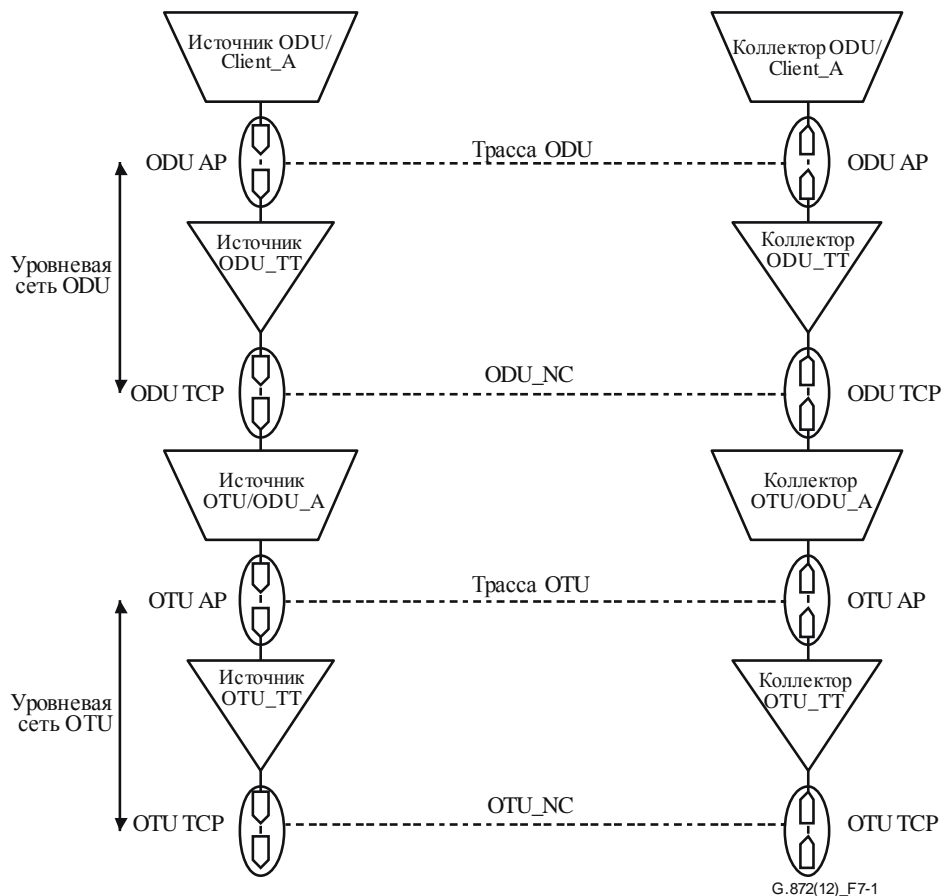 Источник ODU/
Client_A
Коллектор ODU/
Client_A
ODU AP
Трасса ODU
ODU AP
Источник
ODU_TT
Коллектор
ODU_TT
Уровневая
сеть ODU
ODU TCP
ODU_NC
ODU TCP
Источник
OTU/ODU_A
Коллектор
OTU/ODU_A
OTU AP
Трасса OTU
OTU AP
Источник
OTU_TT
Коллектор
OTU_TT
Уровневая
сеть OTU
OTU TCP
OTU_NC
OTU TCP
G.872(12)_F7-1